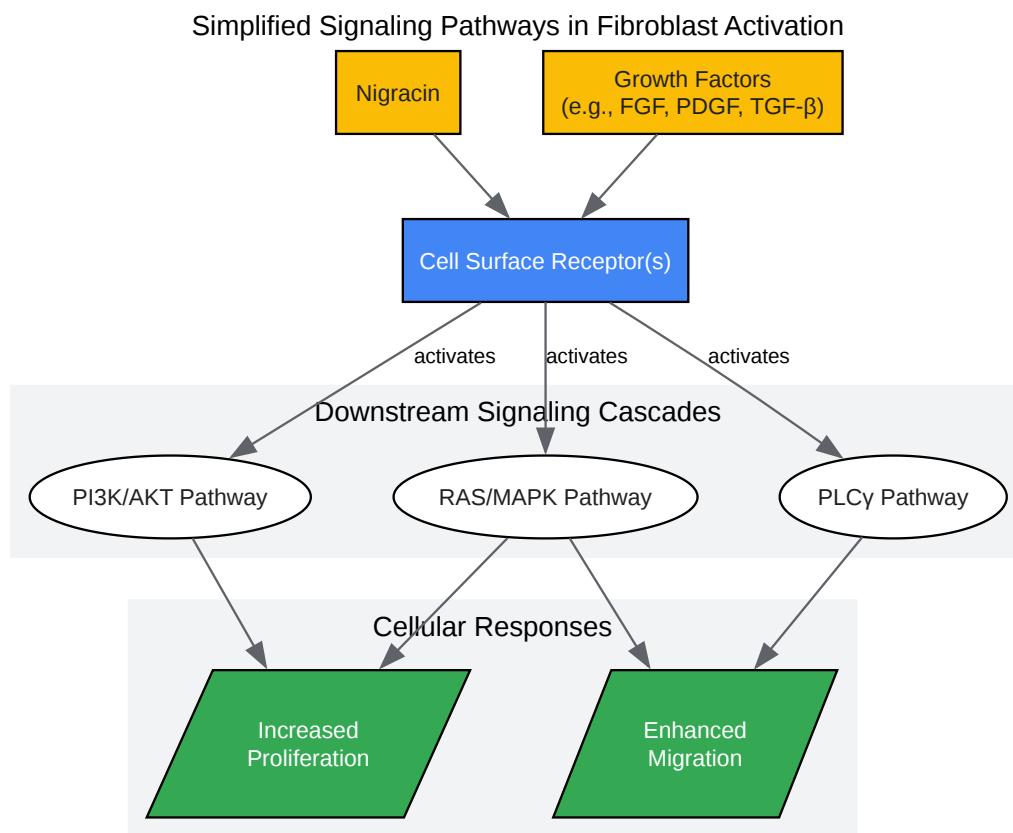 Simplified Signaling Pathways in Fibroblast Activation
Nigracin
Growth Factors
(e.g., FGF, PDGF, TGF-β)
Cell Surface Receptor(s)
activates
activates
activates
Downstream Signaling Cascades
PI3K/AKT Pathway
RAS/MAPK Pathway
PLCγ Pathway
Cellular Responses
Increased
Proliferation
Enhanced
Migration